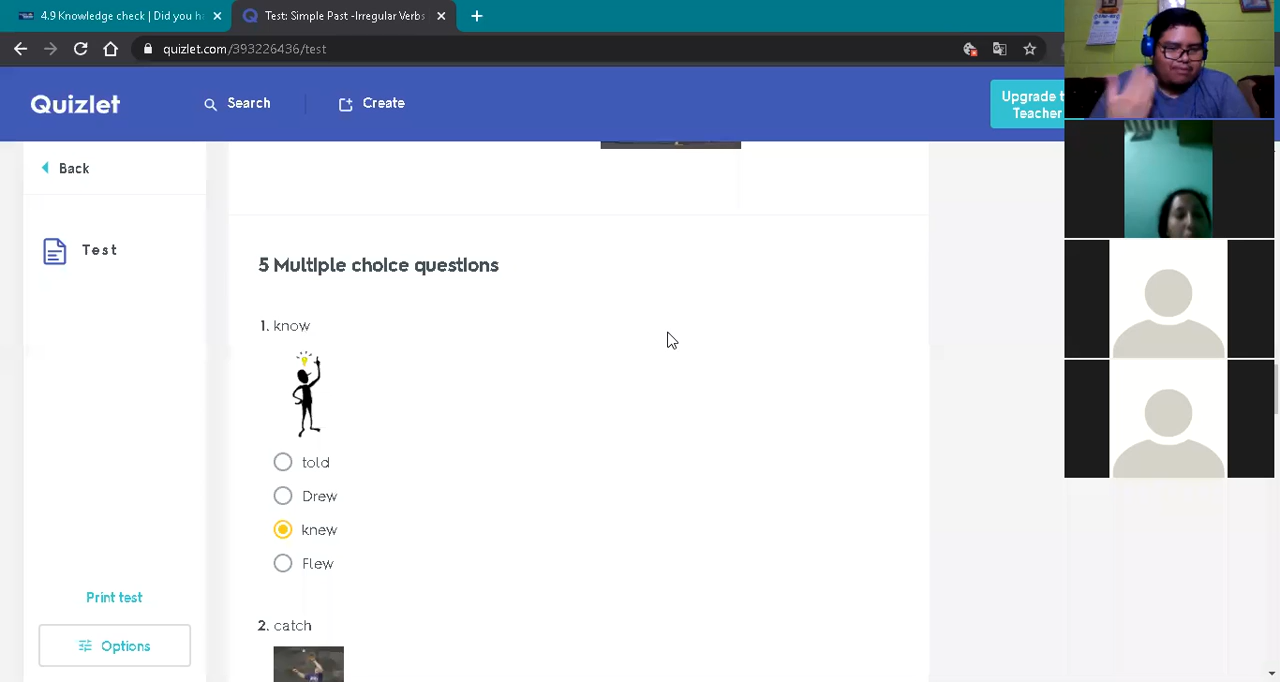 4.9 Knowledge check | Did you h
Test: Simple Past -Irregular Verbs
quizlet.com/393226436/test
Quizlet
Search
Create
Upgrade t
Teacher
Back
Test
5 Multiple choice questions
1. know
told
Drew
knew
Flew
2. catch
Print test
Options